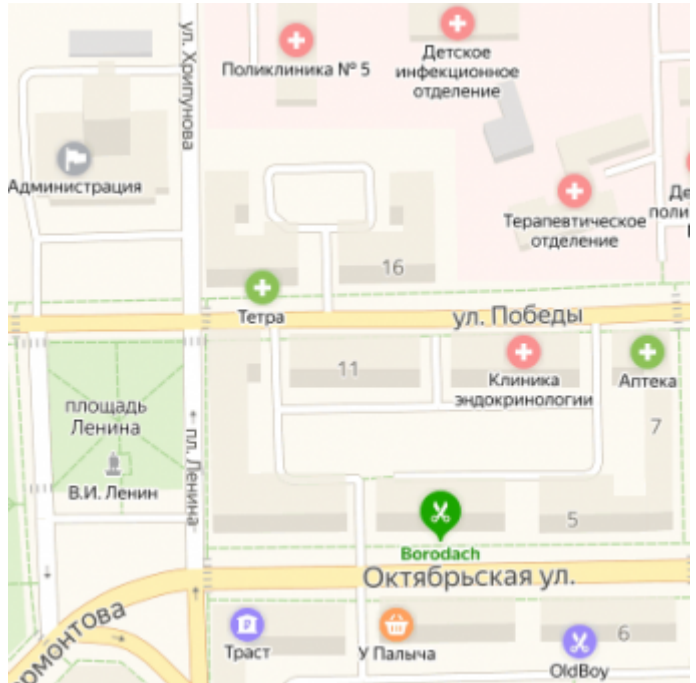 ул. Хрипунова
Поликлиника № 5
Детское
инфекционное
отделение
Администрация
Терапевтическое
отделение
16
Тетра
ул. Победы
11
Клиника
эндокринологии
Аптека
площадь
Ленина
7
пл. Ленина
В.И. Ленин
5
Borodach
Октябрьская ул.
Р
Траст
У Палыча
6
OldBoy